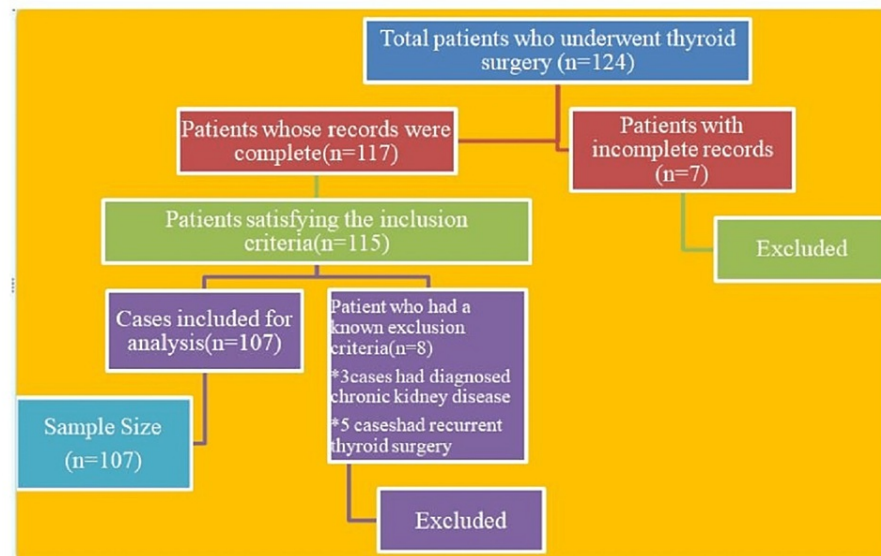 Total patients who underwent thyroid
surgery (n=124)
Patients whose records were
complete(n=117)
Patients with
incomplete records
(n=7)
Patients satisfying the inclusion
criteria(n=115)
Excluded
Cases included for
analysis(n=107)
Patient who had a
known exclusion
criteria(n=8)
*3cases had diagnosed
chronic kidney disease
*5 caseshad recurrent
thyroid surgery
Sample Size
(n=107)
Excluded